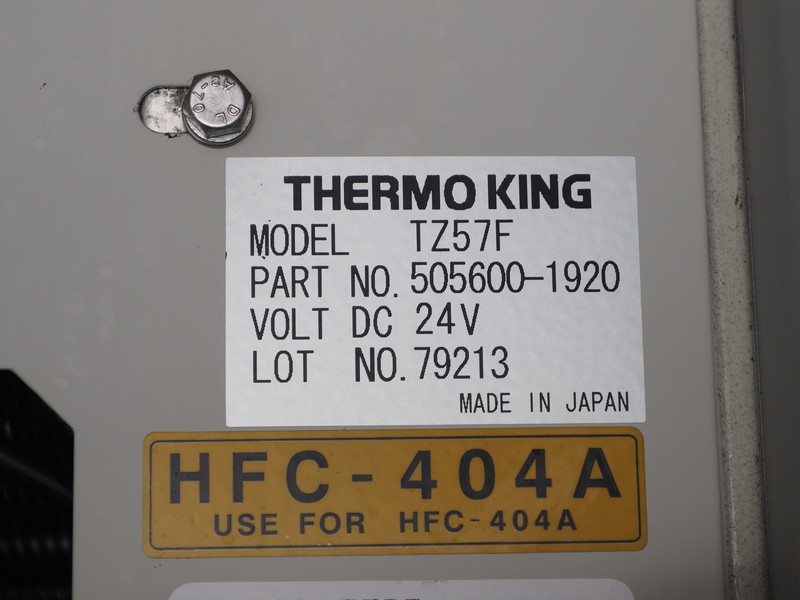 THERMO KING
MODEL TZ57F
PART NO. 505600-1920
VOLT DC 24V
LOT NO. 79213
MADE IN JAPAN
HFC-404A
USE FOR HFC-404A